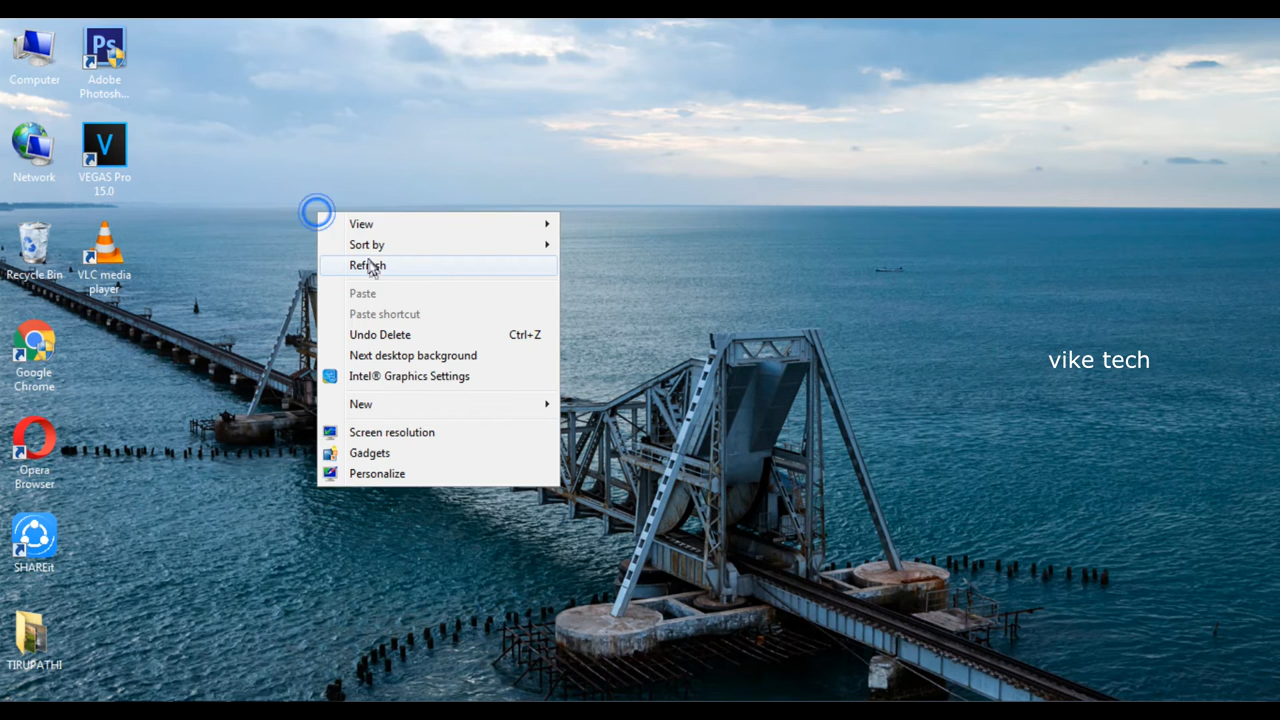 Computer
Adobe
Photosh...
Network
VEGAS Pro
15.0
Recycle Bin
VLC media
player
Google
Chrome
Opera
Browser
SHAREit
TIRUPATHI
Ps
V
View
Sort by
Refresh
Paste
Paste shortcut
Undo Delete Ctrl+Z
Next desktop background
Intel® Graphics Settings
New
Screen resolution
Gadgets
Personalize
vike tech